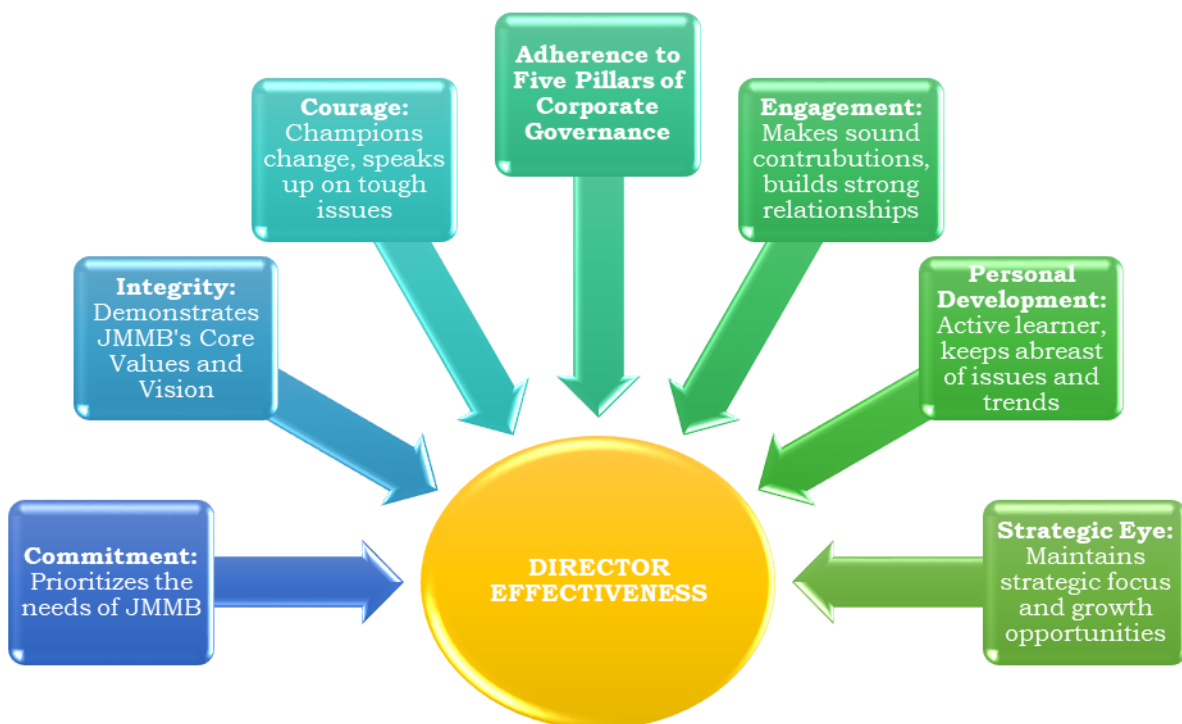 Commitment:
Prioritizes the
needs of JMMB
Integrity:
Demonstrates
JMMB's Core
Values and
Vision
Courage:
Champions
change, speaks
up on tough
issues
Adherence to
Five Pillars of
Corporate
Governance
Engagement:
Makes sound
contrubutions,
builds strong
relationships
Personal
Development:
Active learner,
keeps abreast
of issues and
trends
Strategic Eye:
Maintains
strategic focus
and growth
opportunities
DIRECTOR
EFFECTIVENESS